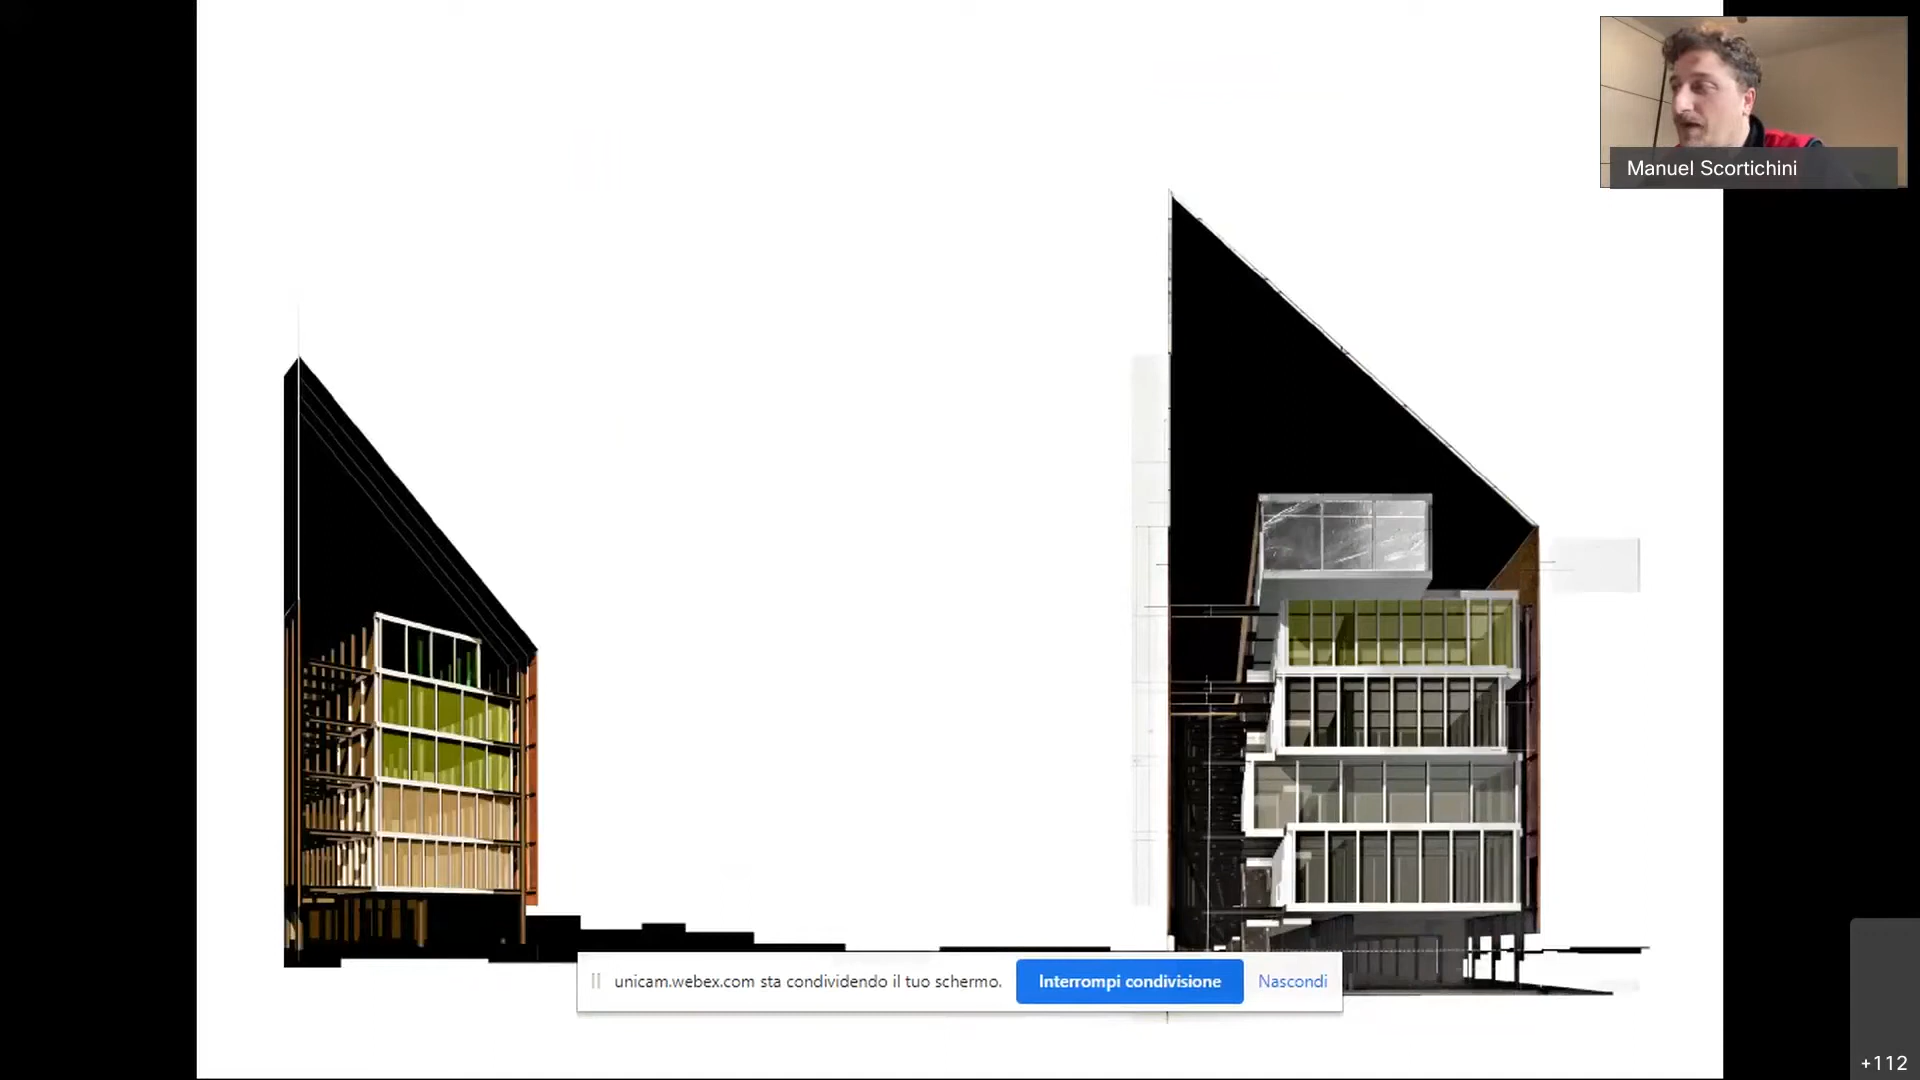 Manuel Scortichini
unicam.webex.com sta condividendo il tuo schermo.
Interrompi condivisione
Nascondi
+112